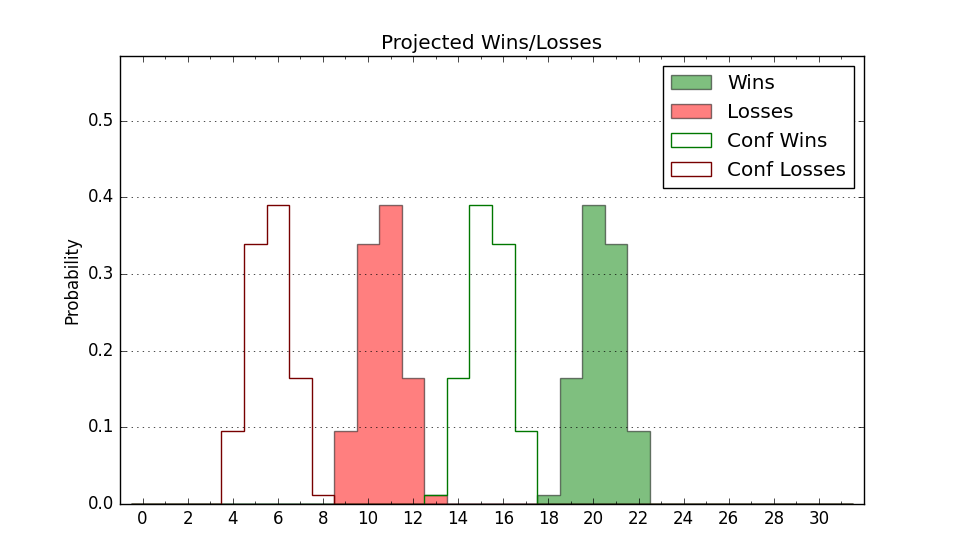 Projected Wins/Losses
Wins
Losses
Conf Wins
Conf Losses
Probability
0.5
0.4
0.3
0.2
0.1
0.0
0 2 4 6 8 10 12 14 16 18 20 22 24 26 28 30